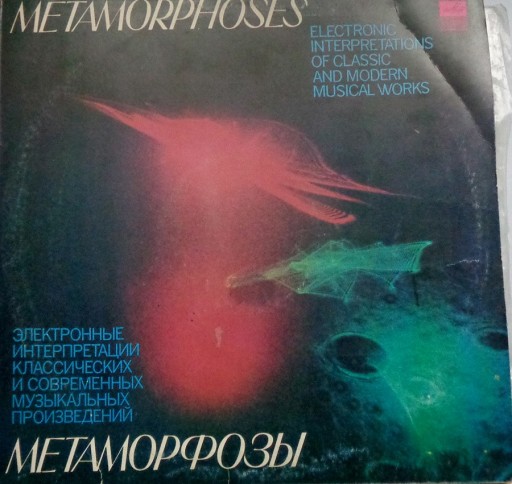 METAMORPHOSES
ELECTRONIC
INTERPRETATIONS
OF CLASSIC
AND MODERN
MUSICAL WORKS
ЭЛЕКТРОННЫЕ
ИНТЕРПРЕТАЦИИ
КЛАССИЧЕСКИХ
И СОВРЕМЕННЫХ
МУЗЫКАЛЬНЫХ
ПРОИЗВЕДЕНИЙ
МЕТАМОРФОЗЫ